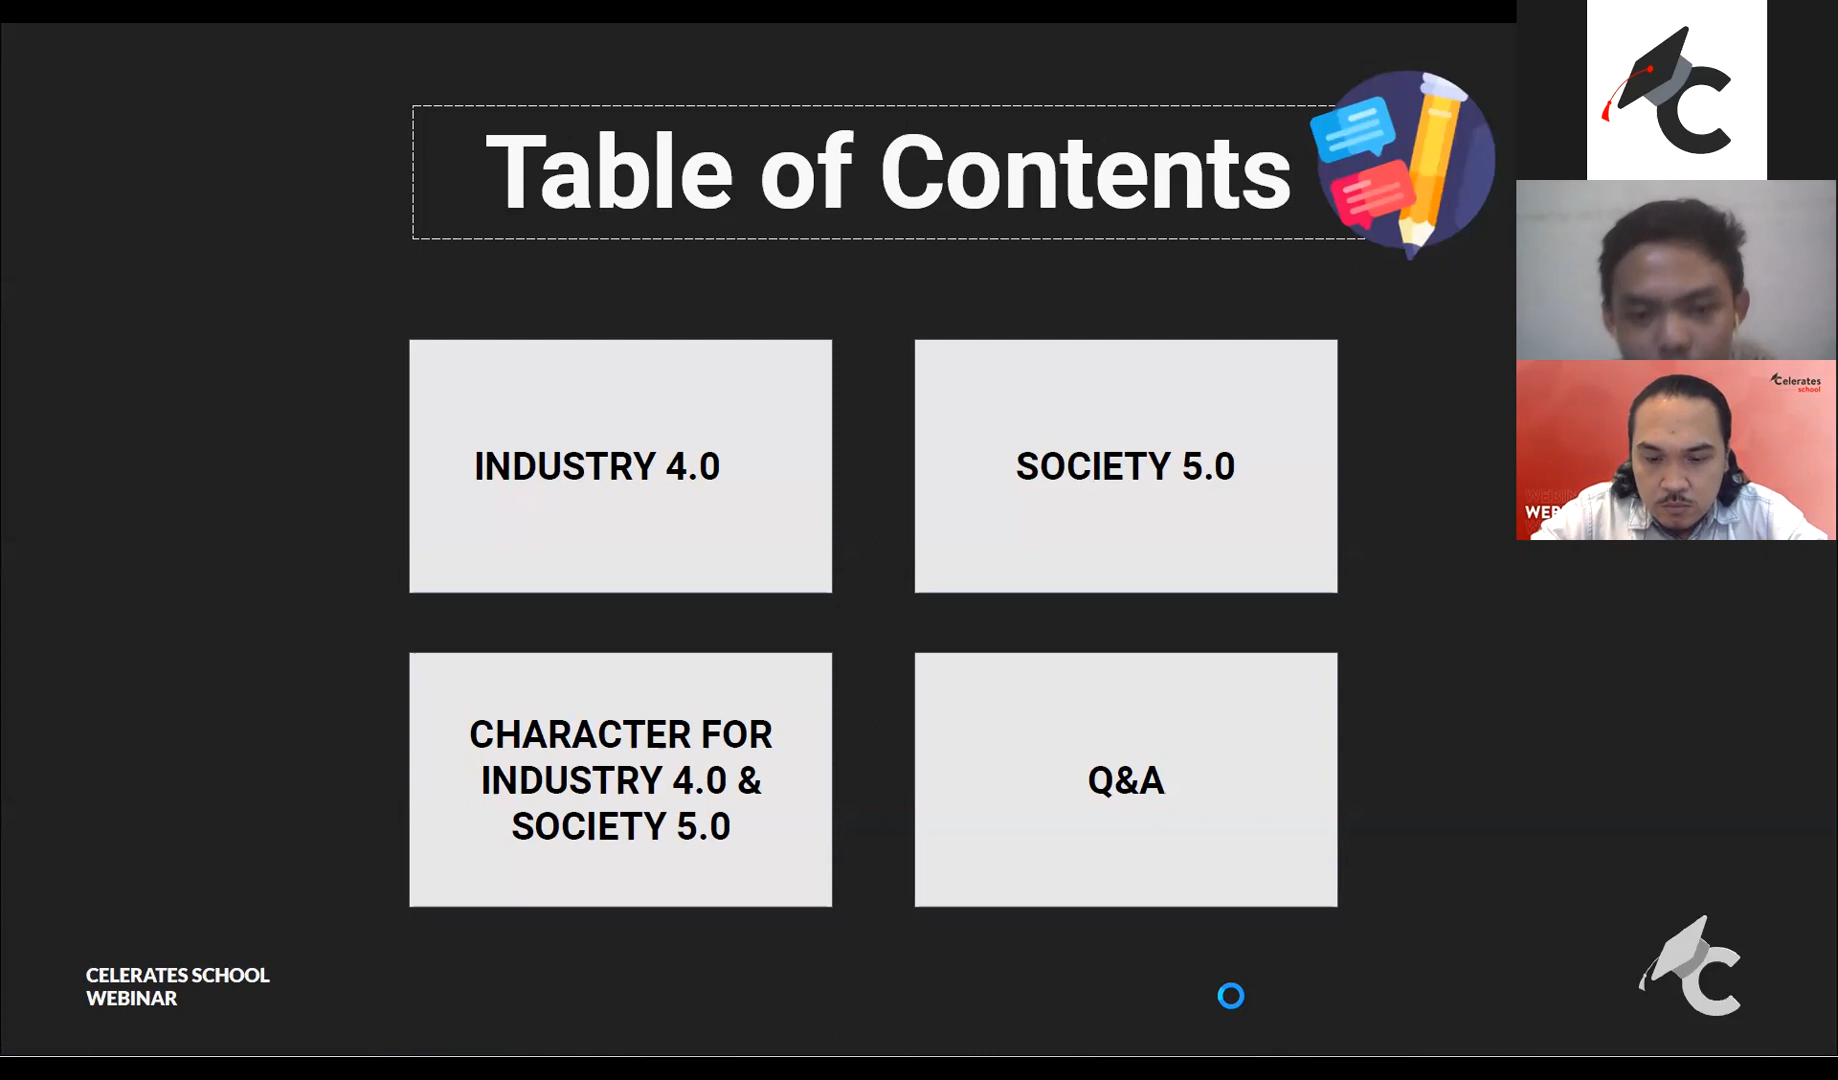 Table of Contents
INDUSTRY 4.0
SOCIETY 5.0
CHARACTER FOR
INDUSTRY 4.0 &
SOCIETY 5.0
Q&A
CELERATES SCHOOL
WEBINAR
Celerates
school